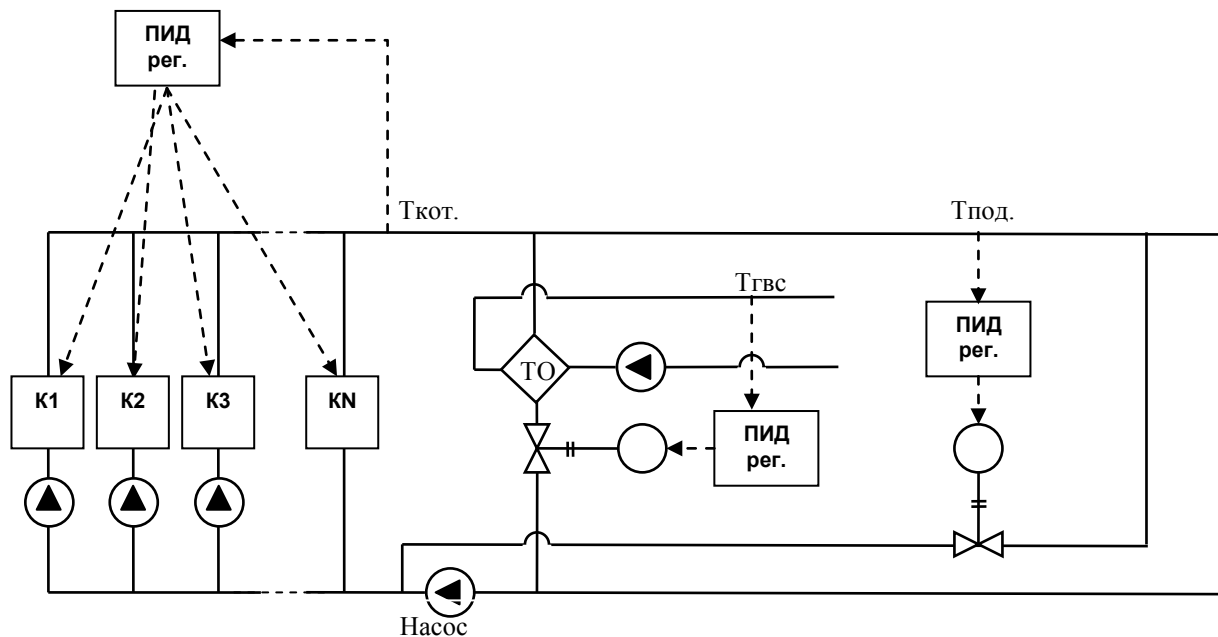 ПИД
рег.
Ткот.
Тпод.
Тгвс
ПИД
рег.
ТО
К1
К2
К3
КN
ПИД
рег.
Насос